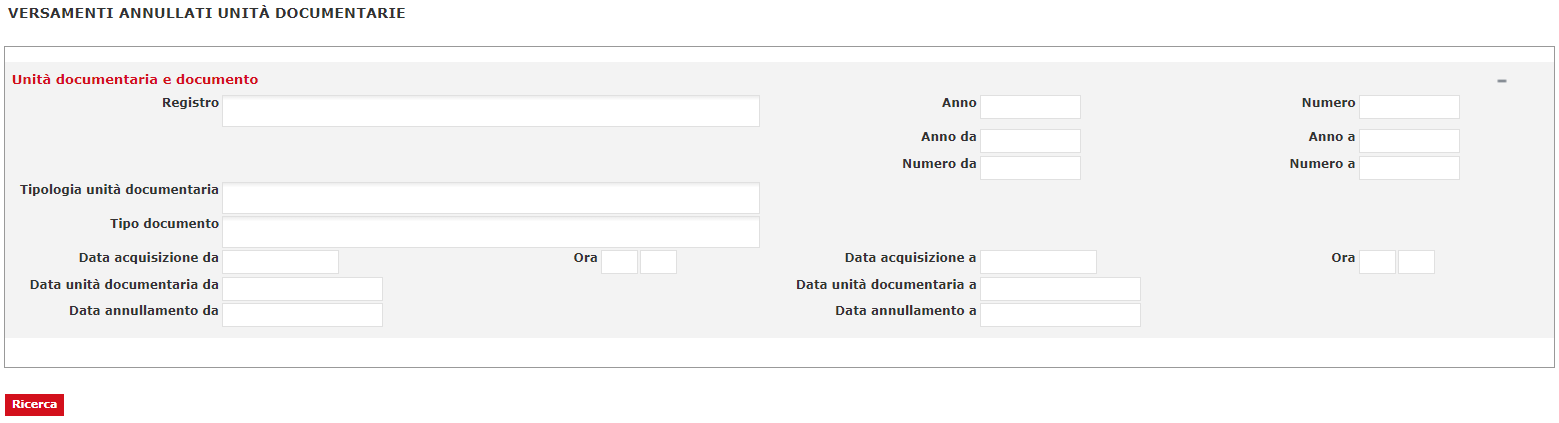 VERSAMENTI ANNULLATI UNITÀ DOCUMENTARIE
Unità documentaria e documento
Registro Anno Numero
Anno da Anno a
Numero da Numero a
Tipologia unità documentaria
Tipo documento
Data acquisizione da Ora Data acquisizione a Ora
Data unità documentaria da Data unità documentaria a
Data annullamento da Data annullamento a
Ricerca